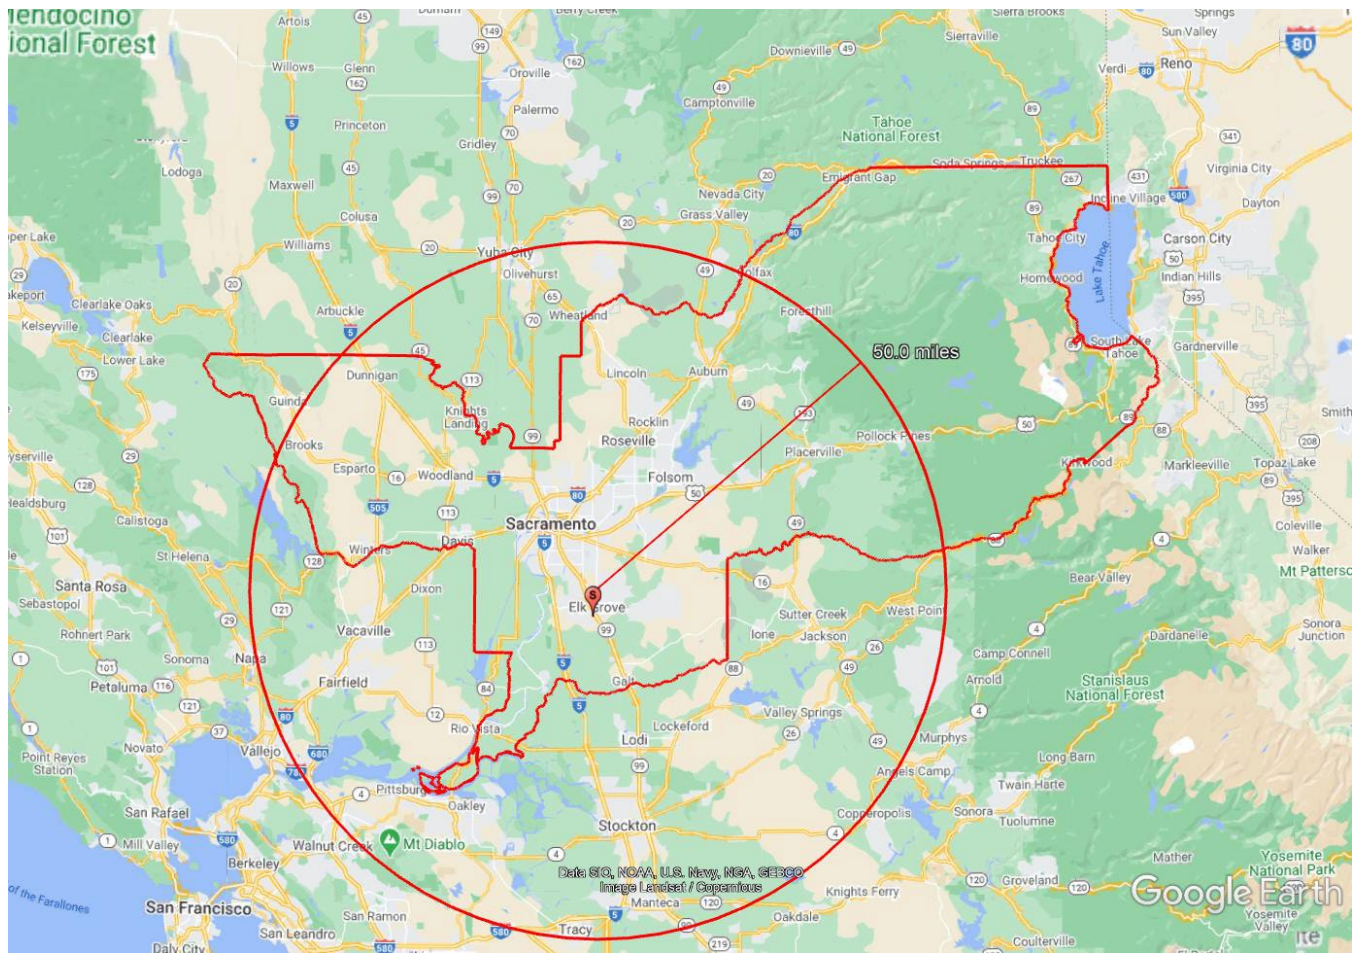 Mendocino
ional Forest
Artois
Willows
Glenn
Princeton
Lodoga
Maxwell
Colusa
Williams
Gridley
Oroville
Palermo
Berry Creek
Durham
Camptonville
Downieville
Sierraville
Sierra Brooks
Springs
Sun Valley
Verdi
Reno
Virginia City
Dayton
Carson City
Indian Hills
Incline Village
Truckee
Soda Springs
Tahoe
National Forest
Emigrant Gap
Nevada City
Grass Valley
Yuba City
Olivehurst
Wheatland
Colfax
Foresthill
Tahoe City
Homewood
Lake Tahoe
South Lake
Tahoe
Gardnerville
Clearlake Oaks
Clearlake
Lower Lake
Kelseyville
Arbuckle
Dunnigan
Guinda
Brooks
Esparto
Woodland
Knights
Landing
Lincoln
Auburn
50.0 miles
Rocklin
Roseville
Folsom
Placerville
Pollock Pines
Kirkwood
Markleeville
Topaz Lake
Smith
Coleville
Walker
Mt Patterso
Healdsburg
Calistoga
St Helena
Winters
Davis
Sacramento
Santa Rosa
Sebastopol
Rohnert Park
Dixon
Vacaville
Elk Grove
S
Sutter Creek
Ione
Jackson
West Point
Bear Valley
Dardanelle
Sonora
Junction
Camp Connell
Arnold
Stanislaus
National Forest
Sonoma
Napa
Petaluma
Fairfield
Galt
Lockeford
Valley Springs
Rio Vista
Lodi
Murphys
Long Barn
Point Reyes
Station
Novato
Vallejo
Pittsburg
Oakley
Angels Camp
Twain Harte
San Rafael
Mill Valley
Walnut Creek
Mt Diablo
Stockton
Copperopolis
Sonora
Tuolumne
Berkeley
Data SIO, NOAA, U.S. Navy, NGA, GEBCO
Image Landsat / Copernicus
Mather
Yosemite
National Park
of the Farallones
San Francisco
San Ramon
Manteca
Knights Ferry
Groveland
Google Earth
Daly City
San Leandro
Tracy
Oakdale
Coulterville
Yosemite
Valley